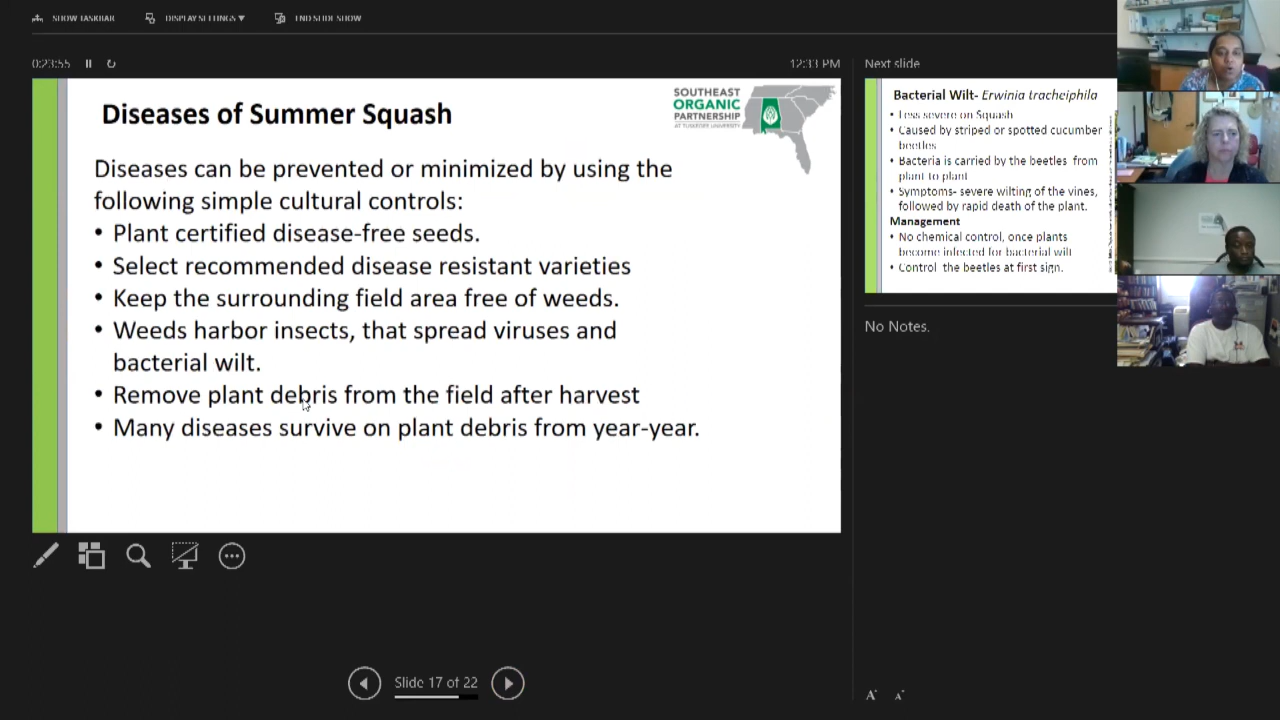 SHOW TASKBAR
DISPLAY SETTINGS ▼
END SLIDE SHOW
0:23:55
12:33 PM
Diseases of Summer Squash
SOUTHEAST
ORGANIC
PARTNERSHIP
AT TUSKEGEE UNIVERSITY
Diseases can be prevented or minimized by using the
following simple cultural controls:
• Plant certified disease-free seeds.
• Select recommended disease resistant varieties
• Keep the surrounding field area free of weeds.
• Weeds harbor insects, that spread viruses and
bacterial wilt.
• Remove plant debris from the field after harvest
• Many diseases survive on plant debris from year-year.
Slide 17 of 22
Next slide
Bacterial Wilt- Erwinia tracheiphila
• Less severe on Squash
• Caused by striped or spotted cucumber
beetles
• Bacteria is carried by the beetles from
plant to plant
• Symptoms- severe wilting of the vines,
followed by rapid death of the plant.
Management
• No chemical control, once plants
become infected for bacterial wilt
• Control the beetles at first sign.
No Notes.
A
A